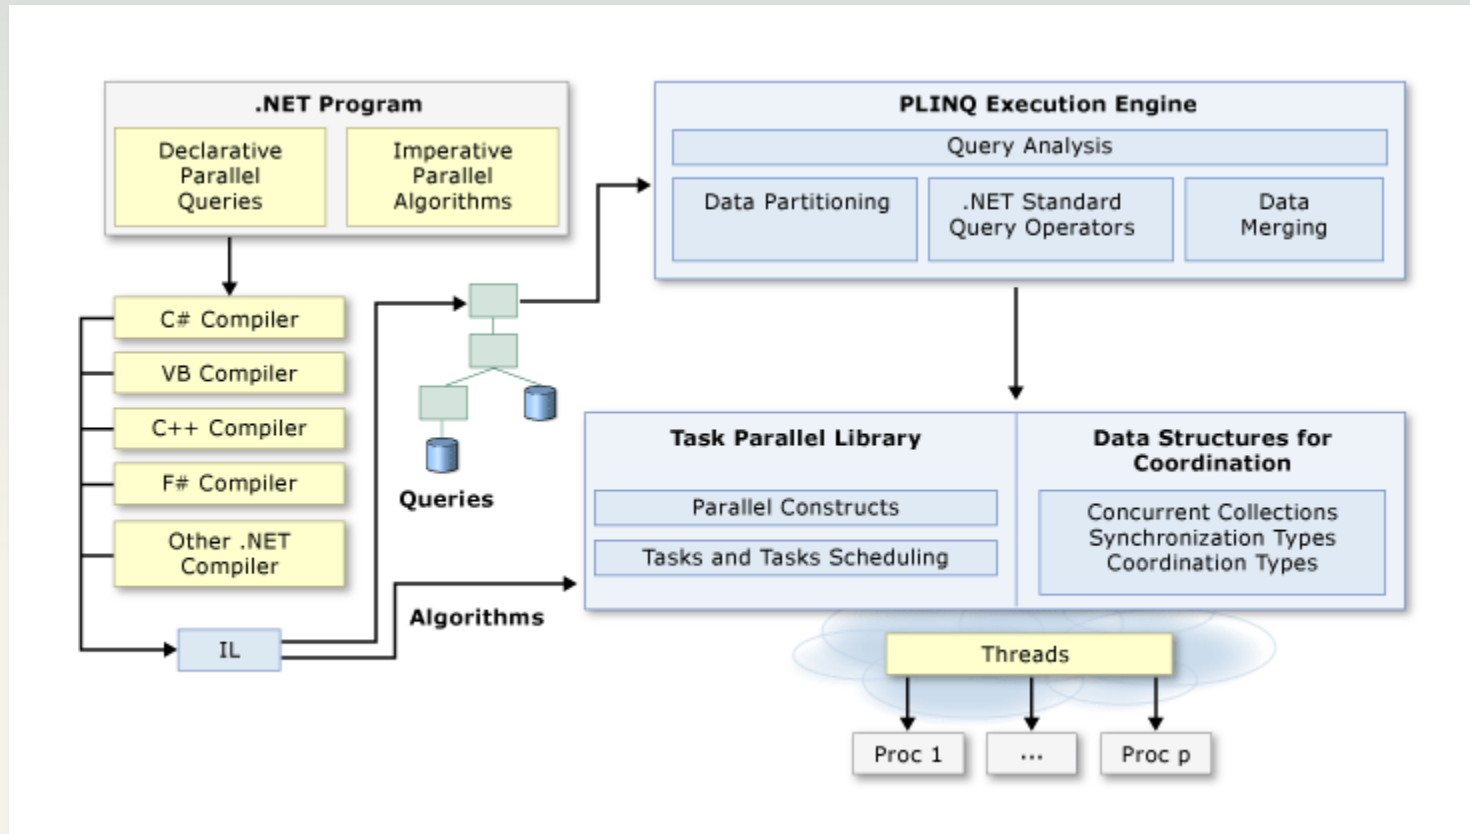 .NET Program
Declarative
Parallel
Queries
Imperative
Parallel
Algorithms
C# Compiler
VB Compiler
C++ Compiler
F# Compiler
Other .NET
Compiler
IL
Queries
Algorithms
PLINQ Execution Engine
Query Analysis
Data Partitioning
.NET Standard
Query Operators
Data
Merging
Task Parallel Library
Parallel Constructs
Tasks and Tasks Scheduling
Data Structures for
Coordination
Concurrent Collections
Synchronization Types
Coordination Types
Threads
Proc 1
...
Proc p